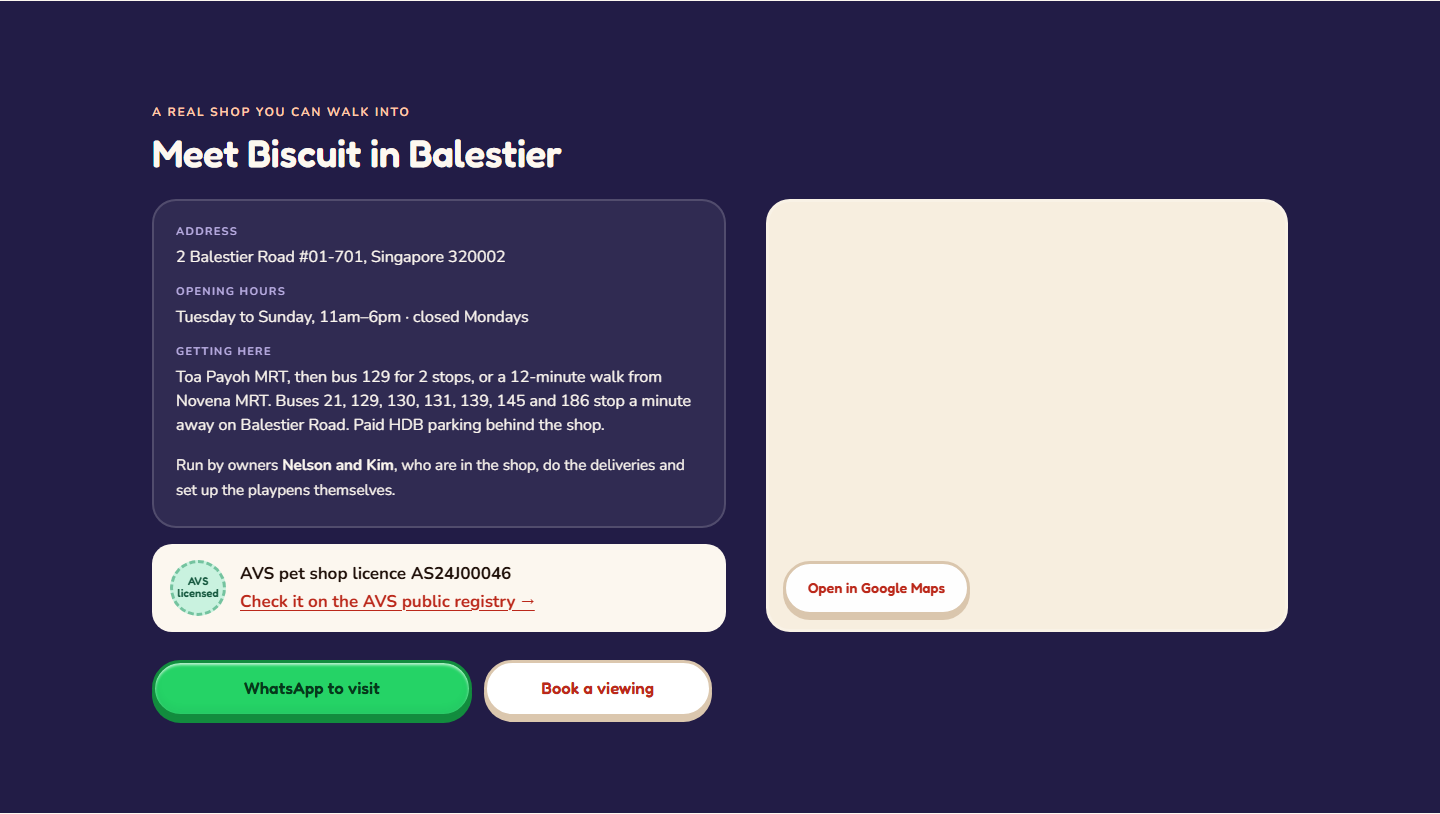 A REAL SHOP YOU CAN WALK INTO
Meet Biscuit in Balestier
ADDRESS
2 Balestier Road #01-701, Singapore 320002
OPENING HOURS
Tuesday to Sunday, 11am–6pm · closed Mondays
GETTING HERE
Toa Payoh MRT, then bus 129 for 2 stops, or a 12-minute walk from
Novena MRT. Buses 21, 129, 130, 131, 139, 145 and 186 stop a minute
away on Balestier Road. Paid HDB parking behind the shop.
Run by owners Nelson and Kim, who are in the shop, do the deliveries and
set up the playpens themselves.
AVS
licensed
AVS pet shop licence AS24J00046
Check it on the AVS public registry →
Open in Google Maps
WhatsApp to visit
Book a viewing